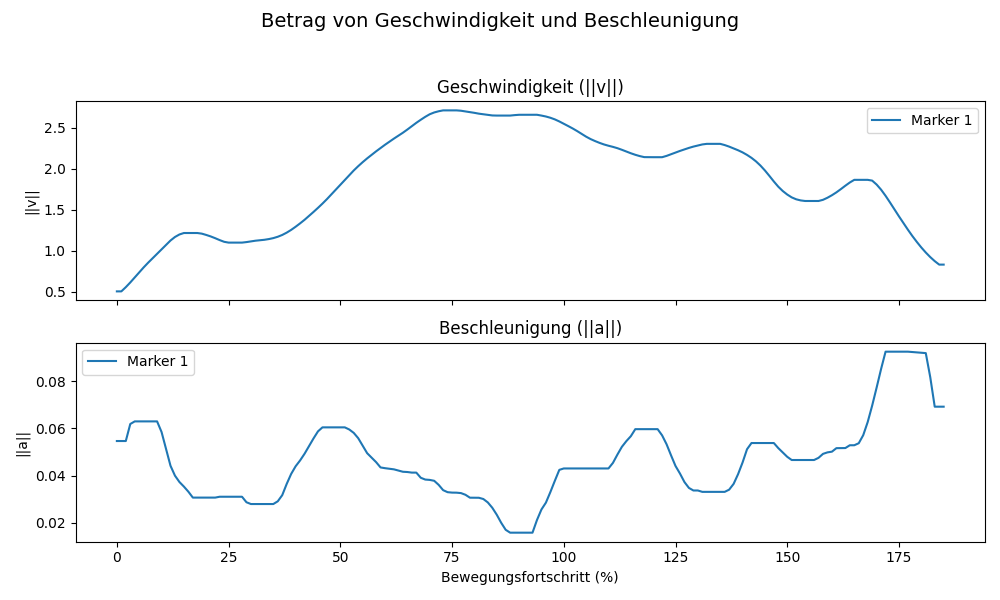 Betrag von Geschwindigkeit und Beschleunigung
Geschwindigkeit (||v||)
Marker 1
||v||
2.5
2.0
1.5
1.0
0.5
Beschleunigung (||a||)
Marker 1
||a||
0.08
0.06
0.04
0.02
0 25 50 75 100 125 150 175
Bewegungsfortschritt (%)